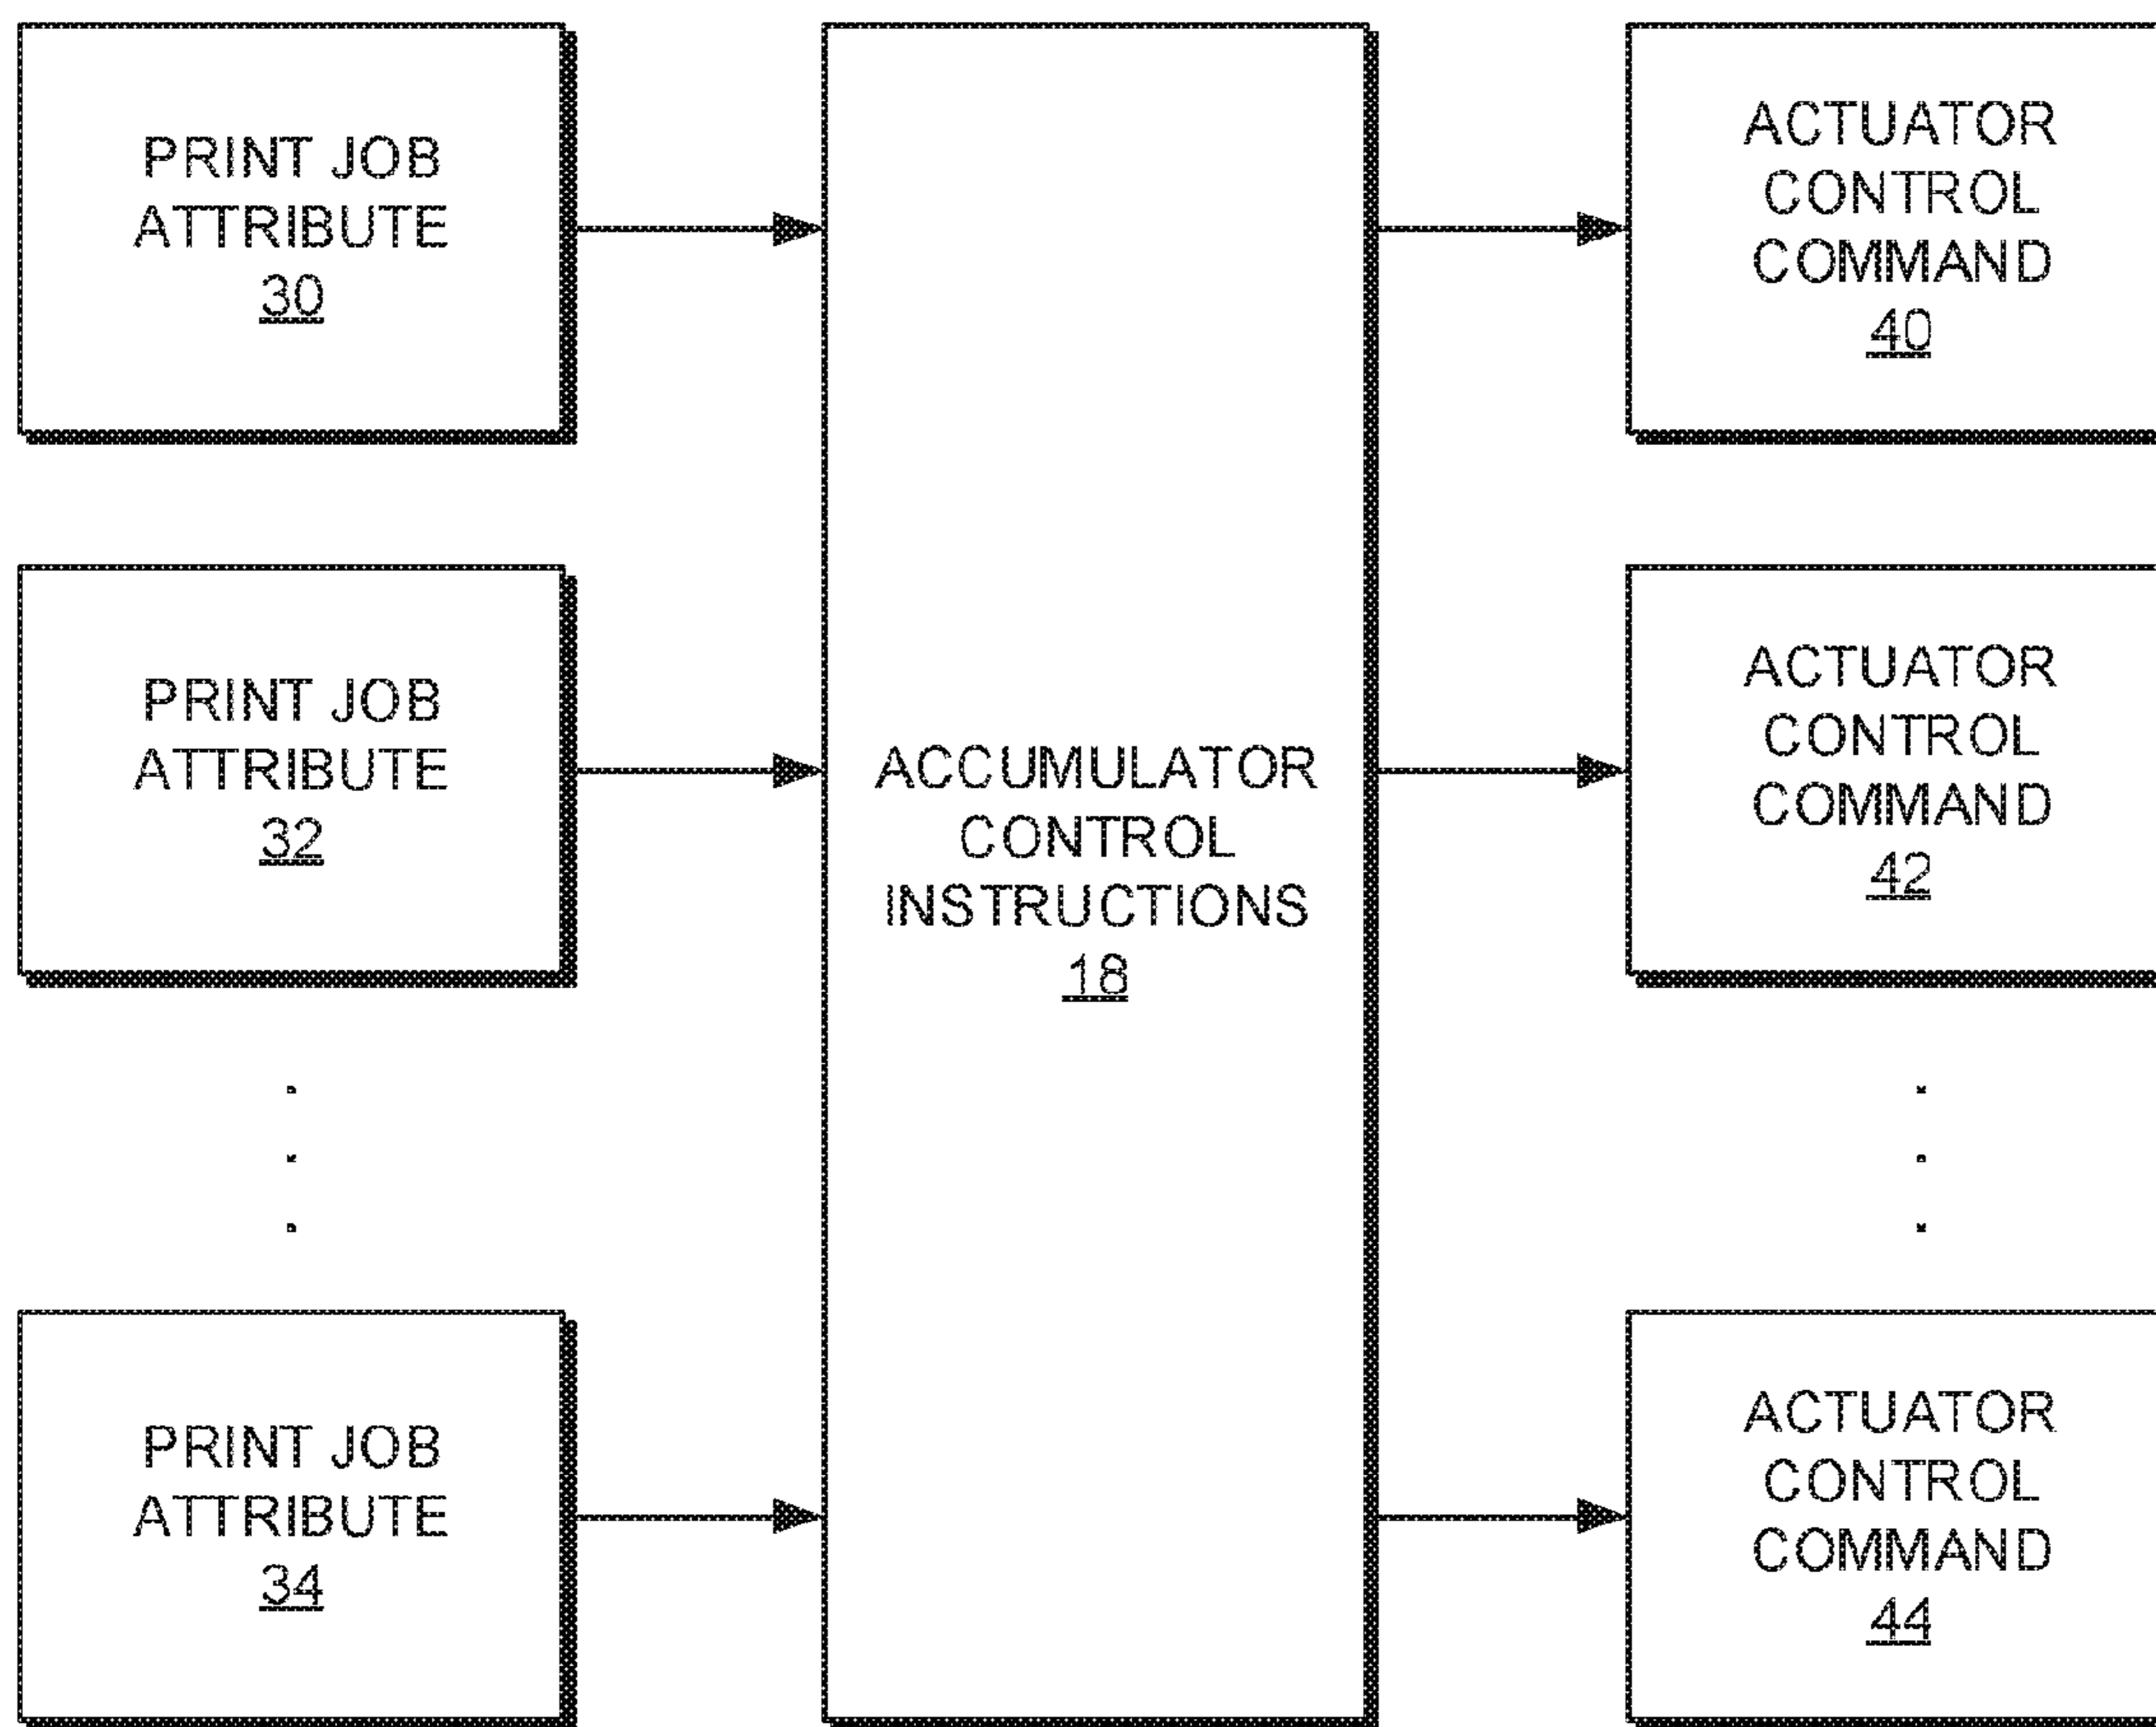 PRINT JOB
ATTRIBUTE
30
PRINT JOB
ATTRIBUTE
32
PRINT JOB
ATTRIBUTE
34
ACCUMULATOR
CONTROL
INSTRUCTIONS
18
ACTUATOR
CONTROL
COMMAND
40
ACTUATOR
CONTROL
COMMAND
42
ACTUATOR
CONTROL
COMMAND
44